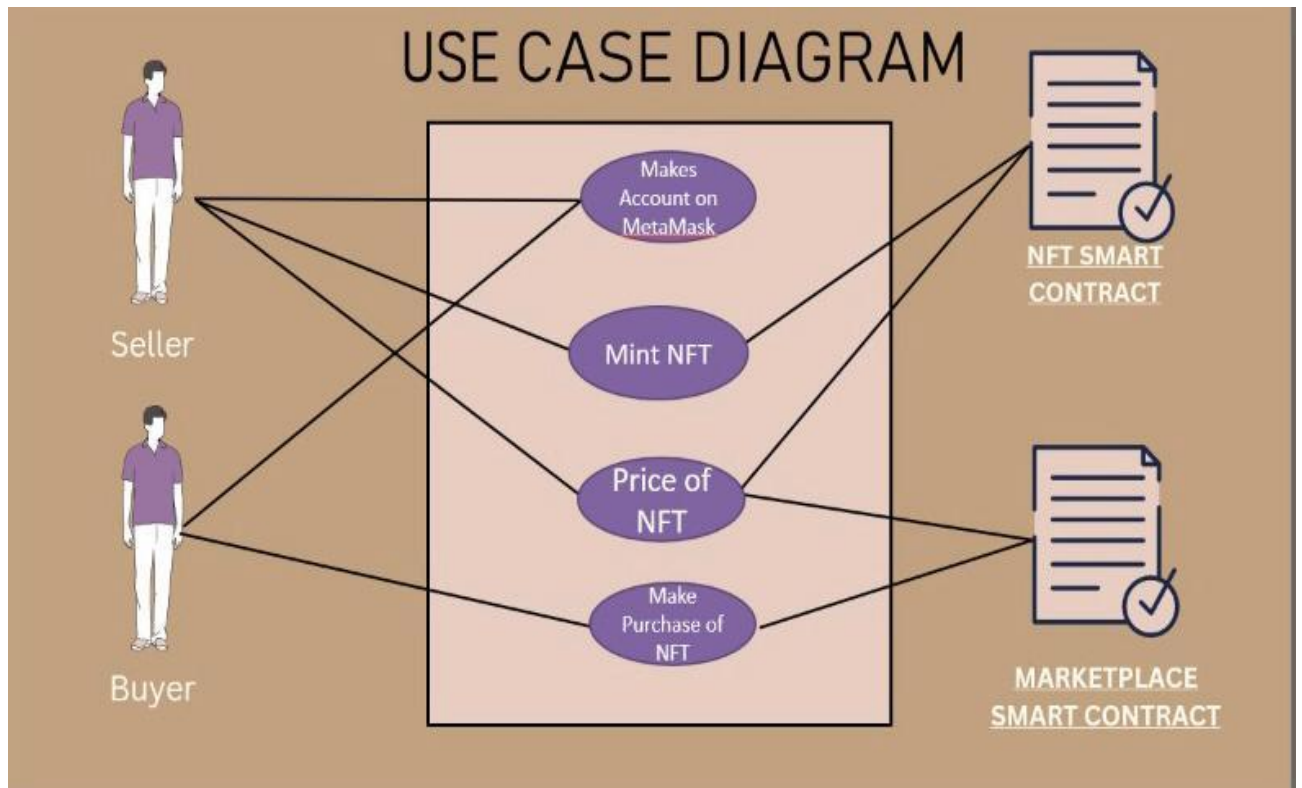 USE CASE DIAGRAM
Makes
Account on
MetaMask
NFT SMART
CONTRACT
Seller
Mint NFT
Price of
NFT
Make
Purchase of
NFT
Buyer
MARKETPLACE
SMART CONTRACT